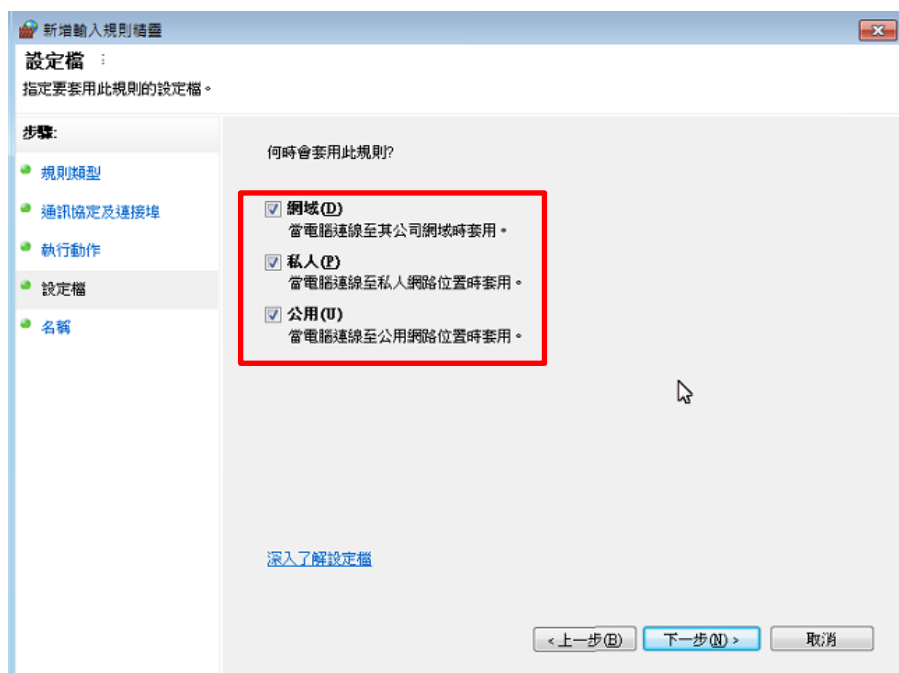 新增輸入規則精靈
設定檔
指定要套用此規則的設定檔。
步驟:
規則類型
通訊協定及連接埠
執行動作
設定檔
名稱
何時會套用此規則?
網域(D)
當電腦連線至其公司網域時套用。
私人(P)
當電腦連線至私人網路位置時套用。
公用(U)
當電腦連線至公用網路位置時套用。
深入了解設定檔
<上一步(B)
下一步(N)>
取消